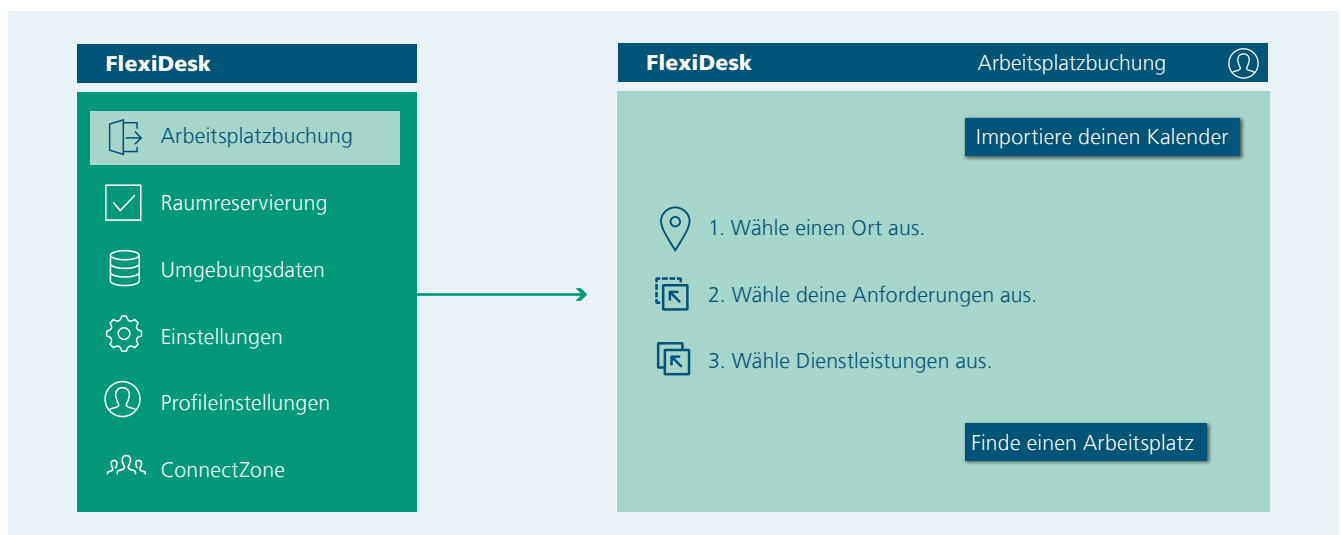 FlexiDesk
Arbeitsplatzbuchung
Raumreservierung
Umgebungsdaten
Einstellungen
Profileinstellungen
ConnectZone
FlexiDesk Arbeitsplatzbuchung
Importiere deinen Kalender
1. Wähle einen Ort aus.
2. Wähle deine Anforderungen aus.
3. Wähle Dienstleistungen aus.
Finde einen Arbeitsplatz